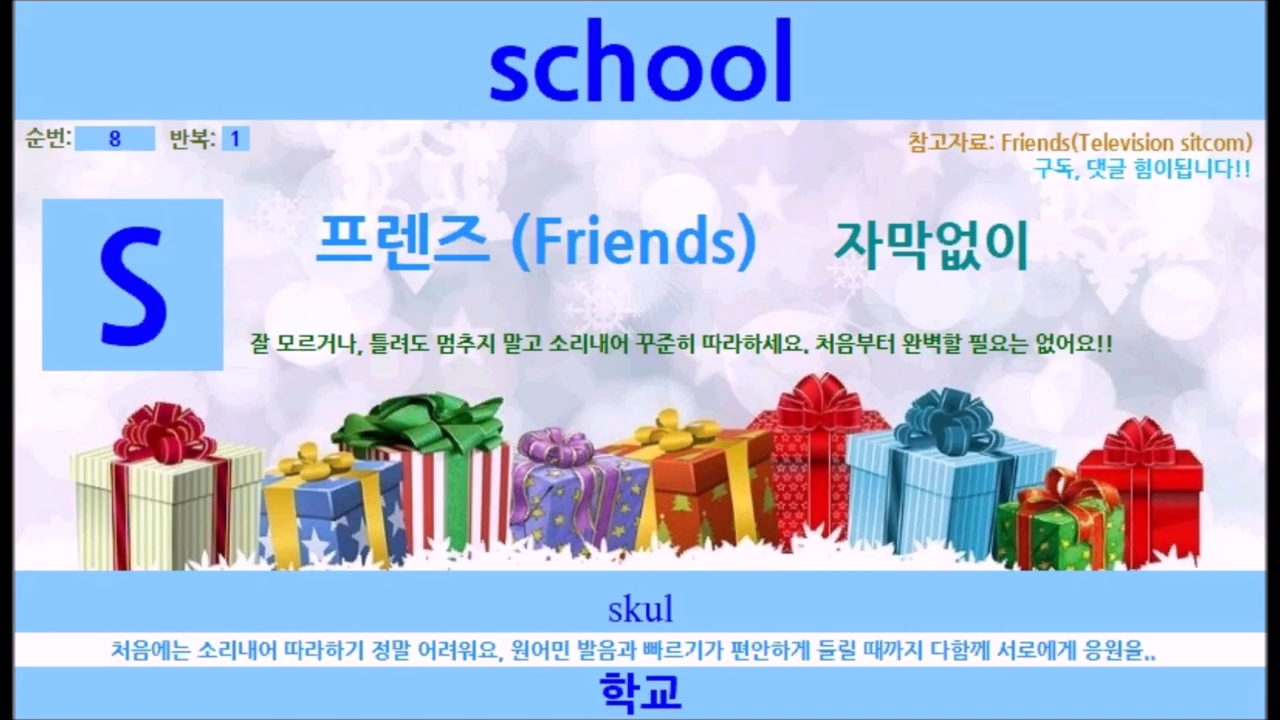 school
순번: 8 반복: 1
참고자료: Friends(Television sitcom)
구독, 댓글 힘이됩니다!!
S
프렌즈 (Friends) 자막없이
잘 모르거나, 틀려도 멈추지 말고 소리내어 꾸준히 따라하세요. 처음부터 완벽할 필요는 없어요!!
skul
처음에는 소리내어 따라하기 정말 어려워요, 원어민 발음과 빠르기가 편안하게 들릴 때까지 다함께 서로에게 응원을..
학교